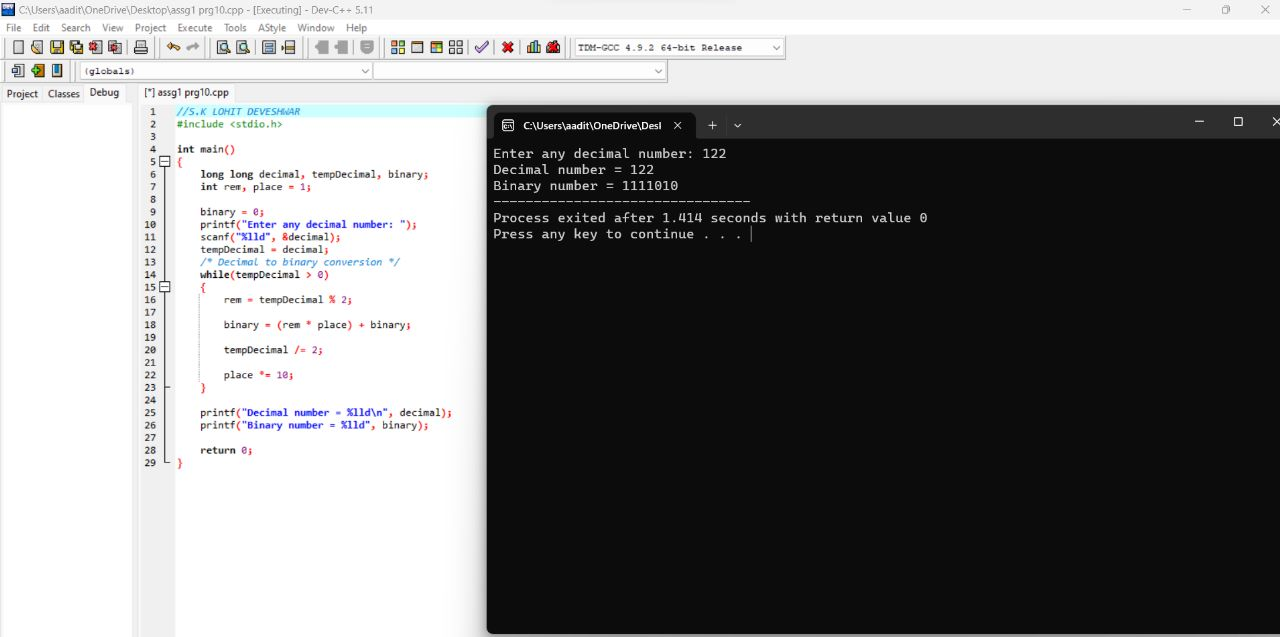 C:\Users\aadit\OneDrive\Desktop\assg1 prg10.cpp - [Executing] - Dev-C++ 5.11
File Edit Search View Project Execute Tools AStyle Window Help
TDM-GCC 4.9.2 64-bit Release
(globals)
Project Classes Debug [*] assg1 prg10.cpp
1 //S.K LOHIT DEVESHWAR
2 #include <stdio.h>
3
4 int main()
5 {
6 long long decimal, tempDecimal, binary;
7 int rem, place = 1;
8
9 binary = 0;
10 printf("Enter any decimal number: ");
11 scanf("%lld", &decimal);
12 tempDecimal = decimal;
13 /* Decimal to binary conversion */
14 while(tempDecimal > 0)
15 {
16 rem = tempDecimal % 2;
17
18 binary = (rem * place) + binary;
19
20 tempDecimal /= 2;
21
22 place *= 10;
23 }
24
25 printf("Decimal number = %lld\n", decimal);
26 printf("Binary number = %lld", binary);
27
28 return 0;
29 }
C:\Users\aadit\OneDrive\Desl
Enter any decimal number: 122
Decimal number = 122
Binary number = 1111010
--------------------------------
Process exited after 1.414 seconds with return value 0
Press any key to continue . . .